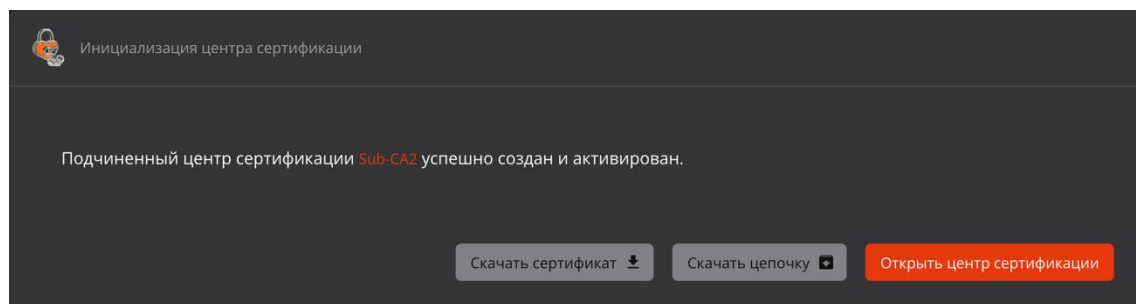 Инициализация центра сертификации
Подчиненный центр сертификации Sub-CA2 успешно создан и активирован.
Скачать сертификат
Скачать цепочку
Открыть центр сертификации